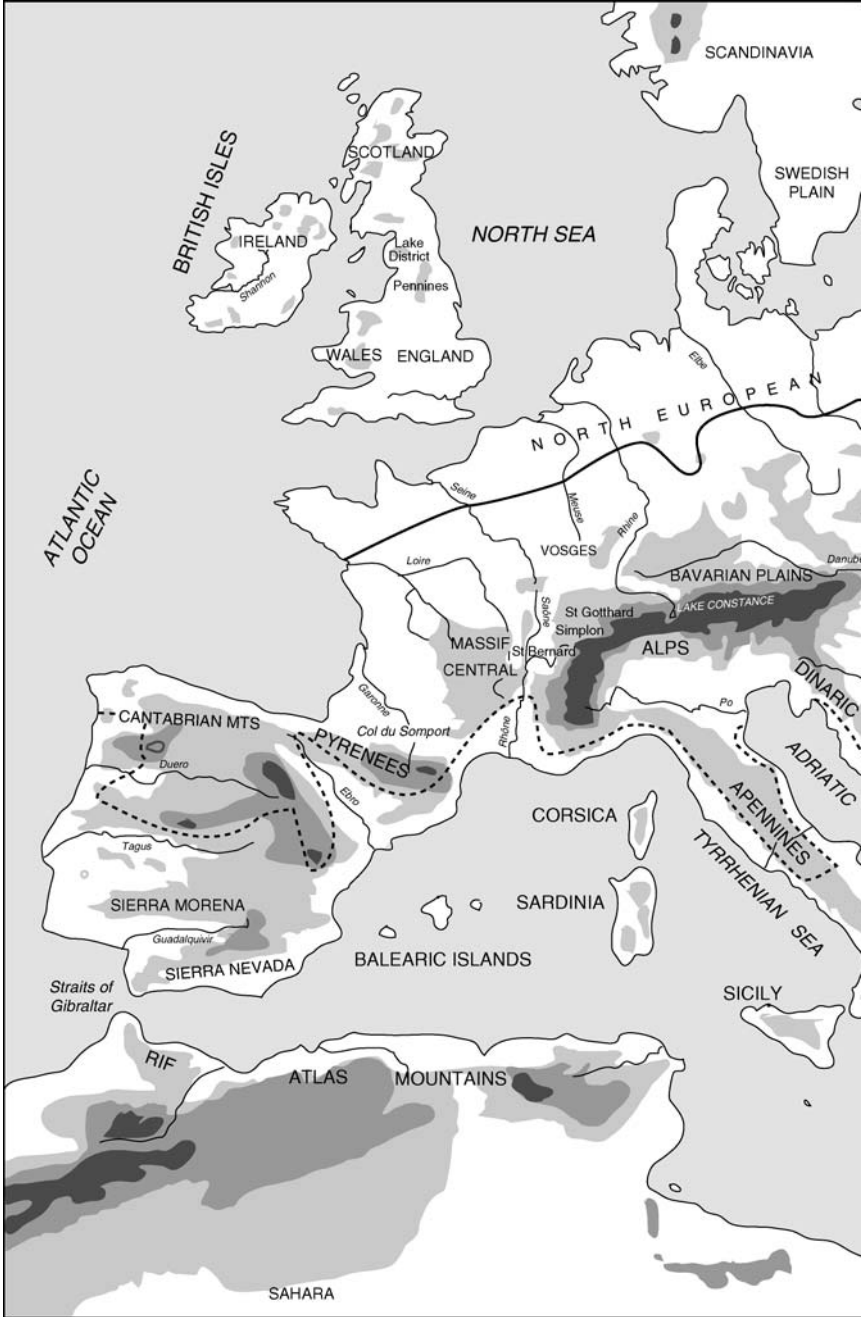 SCANDINAVIA
SCOTLAND
BRITISH ISLES
SWEDISH
PLAIN
NORTH SEA
IRELAND
Lake
District
Shannon
Pennines
WALES
ENGLAND
Elbe
NORTH EUROPEAN
ATLANTIC
OCEAN
Seine
Meuse
Rhine
VOSGES
Loire
Danube
BAVARIAN PLAINS
Saône
St Gotthard
LAKE CONSTANCE
Simplon
MASSIF
CENTRAL
St Bernard
ALPS
DINARIC
Garonne
Po
CANTABRIAN MTS
Col du Somport
PYRENEES
Rhône
ADRIATIC
Duero
Ebro
APENNINES
CORSICA
Tagus
TYRRHENIAN SEA
SIERRA MORENA
SARDINIA
Guadalquivir
BALEARIC ISLANDS
SIERRA NEVADA
Straits of
Gibraltar
SICILY
RIF
ATLAS MOUNTAINS
SAHARA